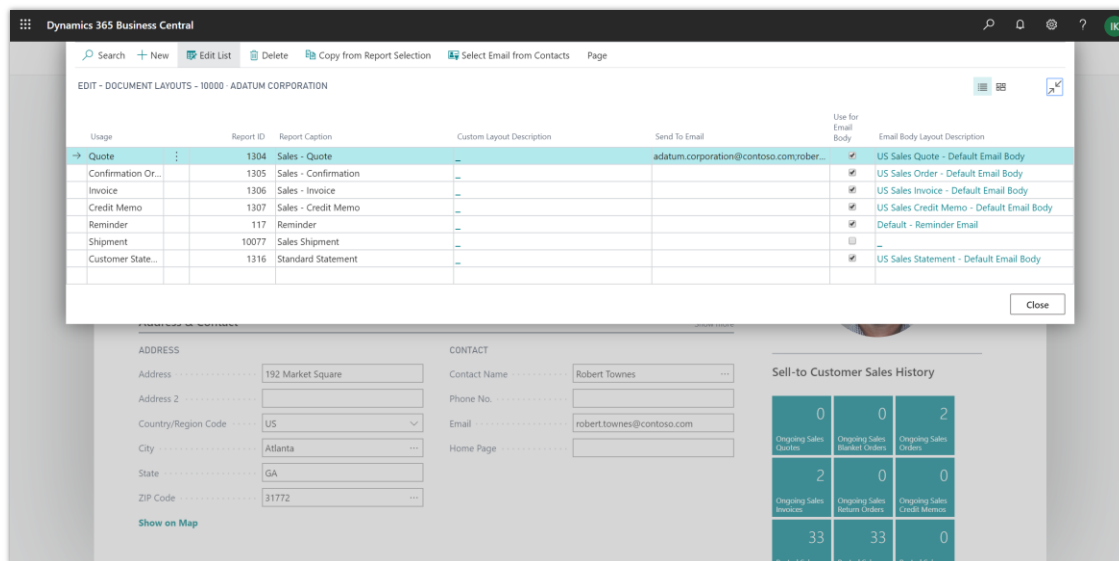 Dynamics 365 Business Central
?
IK
Search
New
Edit List
Delete
Copy from Report Selection
Select Email from Contacts
Page
EDIT - DOCUMENT LAYOUTS - 10000 · ADATUM CORPORATION
Usage Report ID Report Caption Custom Layout Description Send To Email Use for Email Body Email Body Layout Description
Quote 1304 Sales - Quote _ adatum.corporation@contoso.com;rober... US Sales Quote - Default Email Body
Confirmation Or... 1305 Sales - Confirmation _ US Sales Order - Default Email Body
Invoice 1306 Sales - Invoice _ US Sales Invoice - Default Email Body
Credit Memo 1307 Sales - Credit Memo _ US Sales Credit Memo - Default Email Body
Reminder 117 Reminder _ Default - Reminder Email
Shipment 10077 Sales Shipment _ _
Customer State... 1316 Standard Statement _ US Sales Statement - Default Email Body
Close
Address & Contact
Show more
ADDRESS
Address 192 Market Square
Address 2
Country/Region Code US
City Atlanta
State GA
ZIP Code 31772
Show on Map
CONTACT
Contact Name Robert Townes
Phone No.
Email robert.townes@contoso.com
Home Page
Sell-to Customer Sales History
0 Ongoing Sales Quotes
0 Ongoing Sales Blanket Orders
2 Ongoing Sales Orders
2 Ongoing Sales Invoices
0 Ongoing Sales Return Orders
0 Ongoing Sales Credit Memos
33
33
0